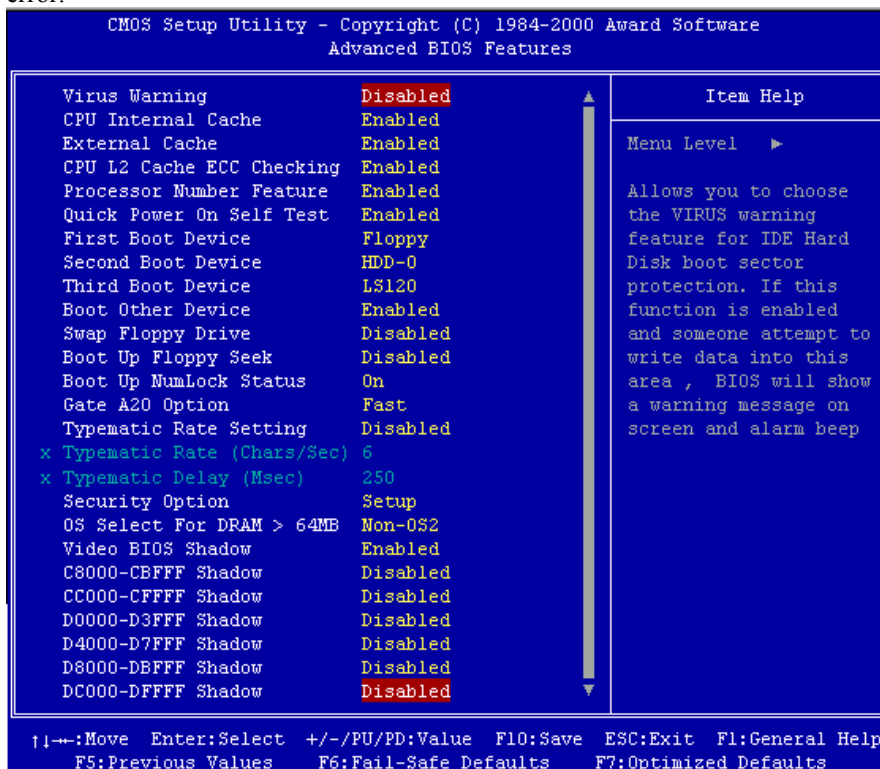 error.
CMOS Setup Utility - Copyright (C) 1984-2000 Award Software
Advanced BIOS Features
Virus Warning Disabled
CPU Internal Cache Enabled
External Cache Enabled
CPU L2 Cache ECC Checking Enabled
Processor Number Feature Enabled
Quick Power On Self Test Enabled
First Boot Device Floppy
Second Boot Device HDD-0
Third Boot Device LS120
Boot Other Device Enabled
Swap Floppy Drive Disabled
Boot Up Floppy Seek Disabled
Boot Up NumLock Status On
Gate A20 Option Fast
Typematic Rate Setting Disabled
x Typematic Rate (Chars/Sec) 6
x Typematic Delay (Msec) 250
Security Option Setup
OS Select For DRAM > 64MB Non-OS2
Video BIOS Shadow Enabled
C8000-CBFFF Shadow Disabled
CC000-CFFFF Shadow Disabled
D0000-D3FFF Shadow Disabled
D4000-D7FFF Shadow Disabled
D8000-DBFFF Shadow Disabled
DC000-DFFFF Shadow Disabled
Item Help
Menu Level ►
Allows you to choose
the VIRUS warning
feature for IDE Hard
Disk boot sector
protection. If this
function is enabled
and someone attempt to
write data into this
area , BIOS will show
a warning message on
screen and alarm beep
↑↓→←:Move Enter:Select +/-/PU/PD:Value F10:Save ESC:Exit F1:General Help
F5:Previous Values F6:Fail-Safe Defaults F7:Optimized Defaults